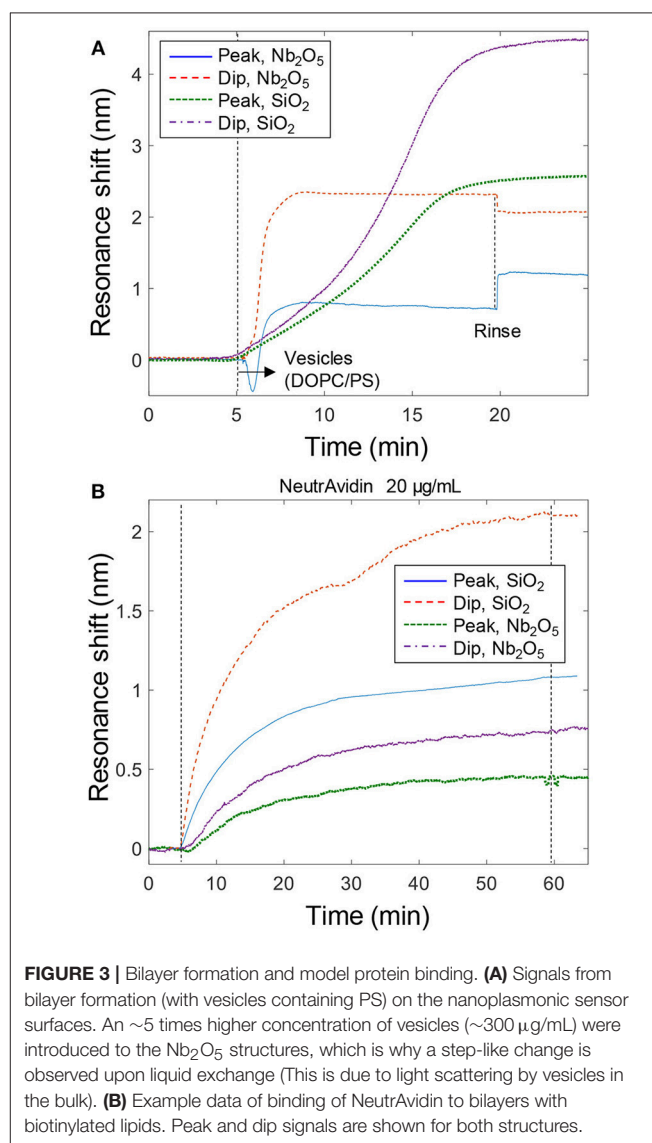 A
Peak, Nb₂O₅
Dip, Nb₂O₅
Peak, SiO₂
Dip, SiO₂
Resonance shift (nm)
4
3
2
1
0
Vesicles
(DOPC/PS)
Rinse
0 5 10 15 20
Time (min)
B
NeutrAvidin 20 µg/mL
Peak, SiO₂
Dip, SiO₂
Peak, Nb₂O₅
Dip, Nb₂O₅
Resonance shift (nm)
2
1.5
1
0.5
0
0 10 20 30 40 50 60
Time (min)
FIGURE 3 | Bilayer formation and model protein binding. (A) Signals from
bilayer formation (with vesicles containing PS) on the nanoplasmonic sensor
surfaces. An ~5 times higher concentration of vesicles (~300 µg/mL) were
introduced to the Nb₂O₅ structures, which is why a step-like change is
observed upon liquid exchange (This is due to light scattering by vesicles in
the bulk). (B) Example data of binding of NeutrAvidin to bilayers with
biotinylated lipids. Peak and dip signals are shown for both structures.